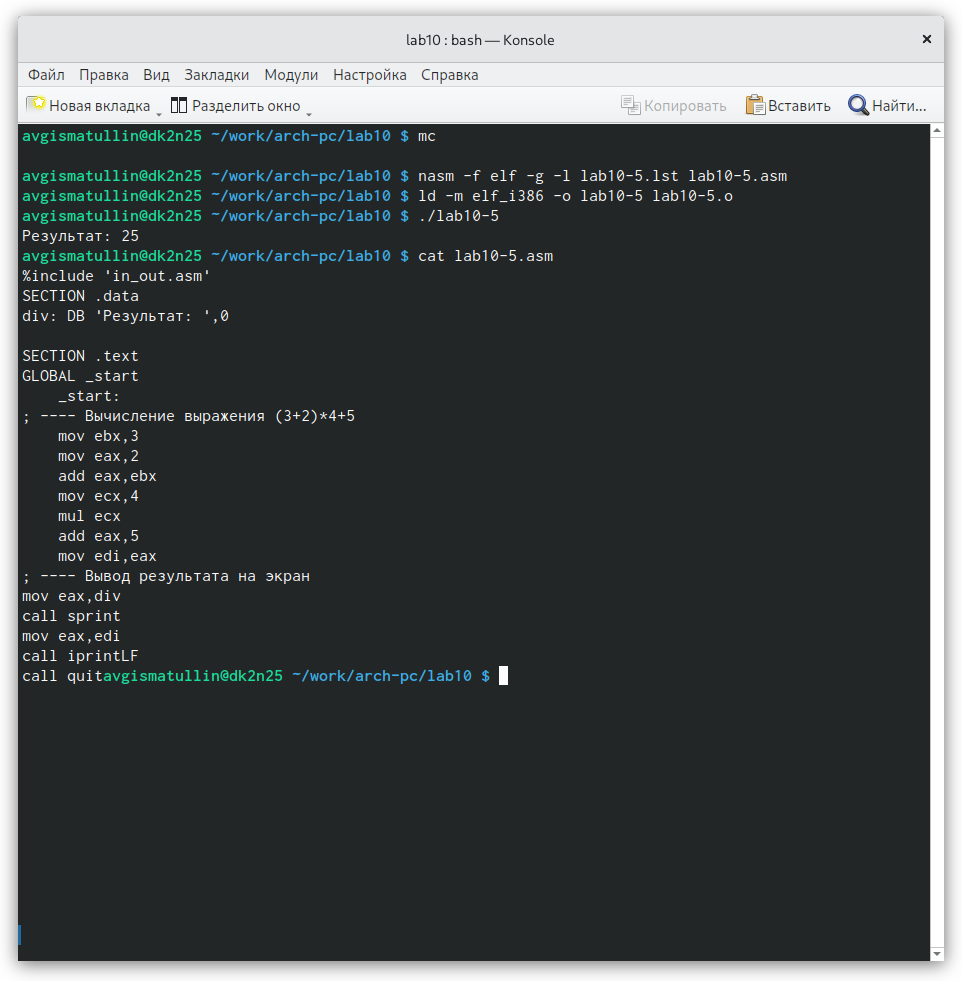 lab10 : bash — Konsole
Файл Правка Вид Закладки Модули Настройка Справка
Новая вкладка Разделить окно Копировать Вставить Найти...
avgismatullin@dk2n25 ~/work/arch-pc/lab10 $ mc
avgismatullin@dk2n25 ~/work/arch-pc/lab10 $ nasm -f elf -g -l lab10-5.lst lab10-5.asm
avgismatullin@dk2n25 ~/work/arch-pc/lab10 $ ld -m elf_i386 -o lab10-5 lab10-5.o
avgismatullin@dk2n25 ~/work/arch-pc/lab10 $ ./lab10-5
Результат: 25
avgismatullin@dk2n25 ~/work/arch-pc/lab10 $ cat lab10-5.asm
%include 'in_out.asm'
SECTION .data
div: DB 'Результат: ',0
SECTION .text
GLOBAL _start
_start:
; ---- Вычисление выражения (3+2)*4+5
mov ebx,3
mov eax,2
add eax,ebx
mov ecx,4
mul ecx
add eax,5
mov edi,eax
; ---- Вывод результата на экран
mov eax,div
call sprint
mov eax,edi
call iprintLF
call quitavgismatullin@dk2n25 ~/work/arch-pc/lab10 $